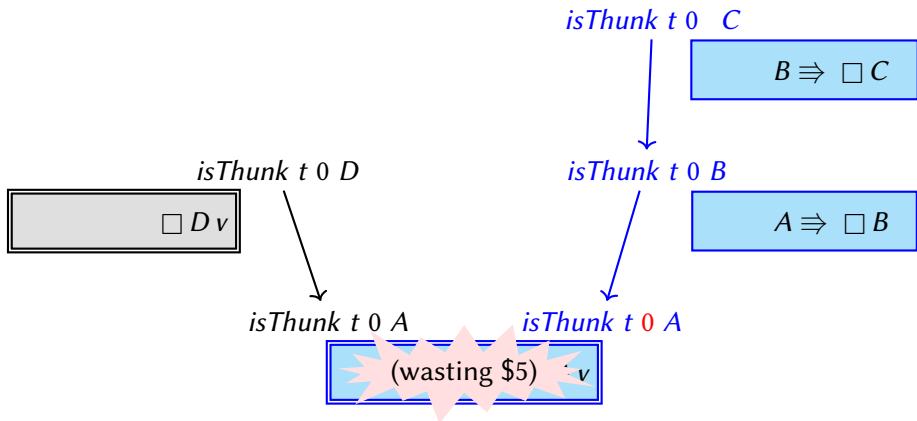 isThunk t 0 C
B ⇛ □ C
isThunk t 0 D
isThunk t 0 B
□ D v
A ⇛ □ B
isThunk t 0 A
isThunk t 0 A
(wasting $5)
v